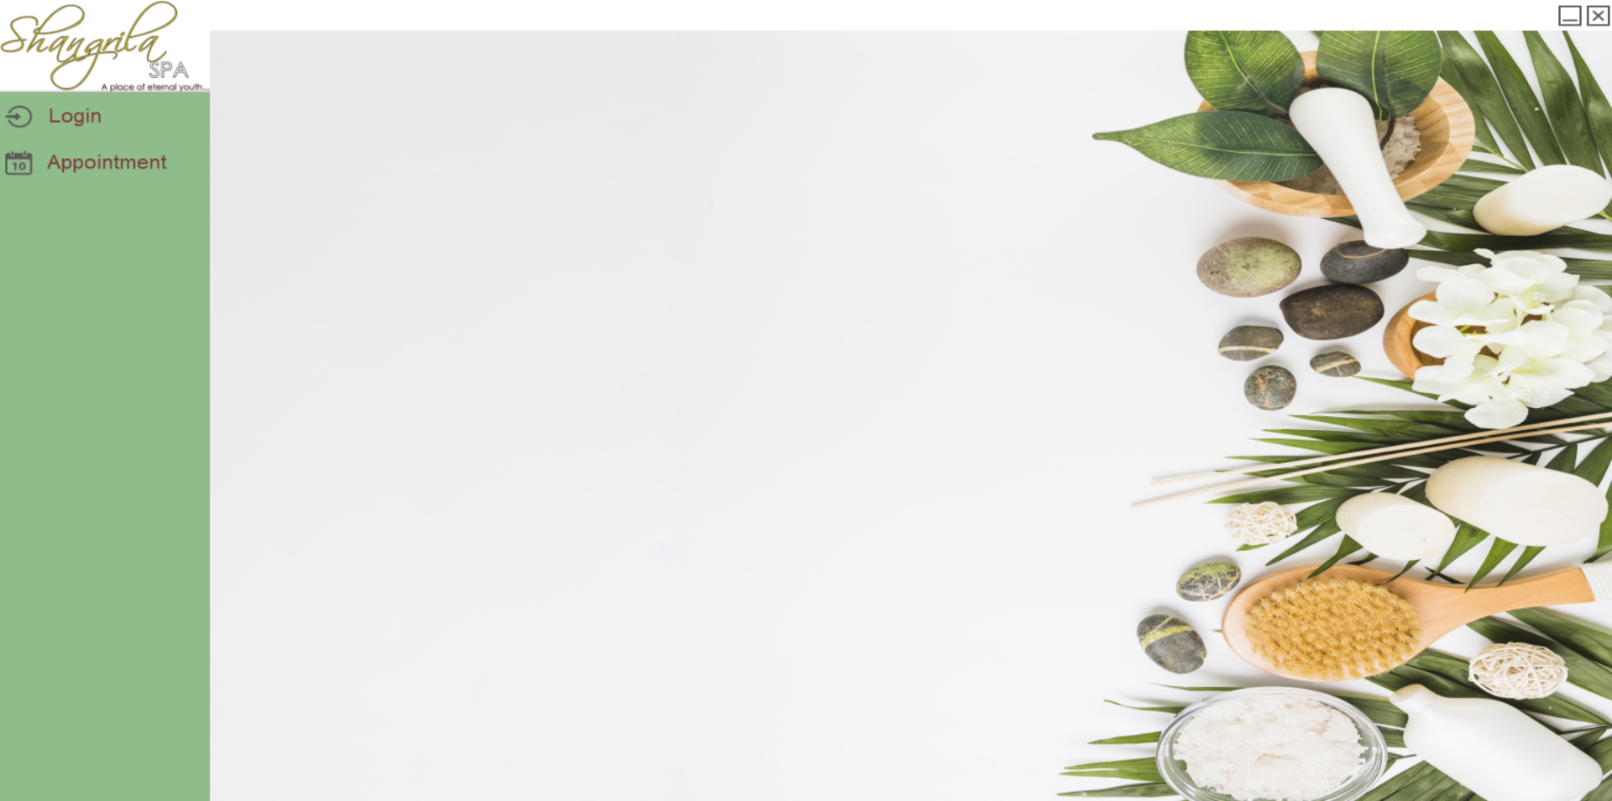 Shangrila
SPA
A place of eternal youth...
Login
10
Appointment